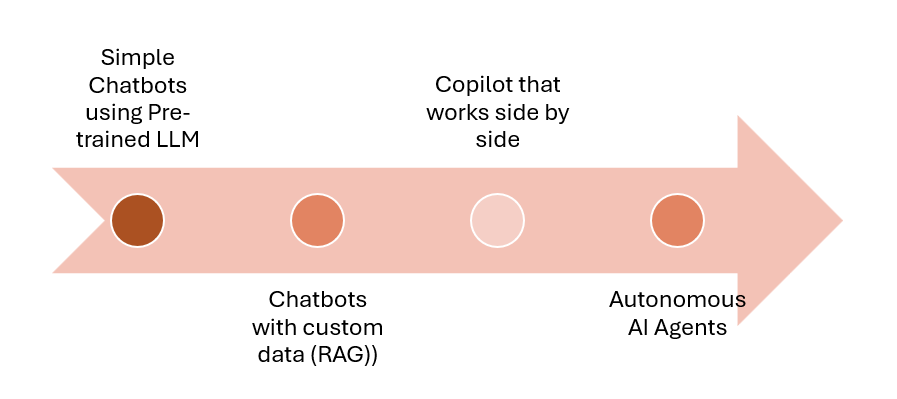 Simple
Chatbots
using Pre-
trained LLM
Chatbots
with custom
data (RAG))
Copilot that
works side by
side
Autonomous
AI Agents